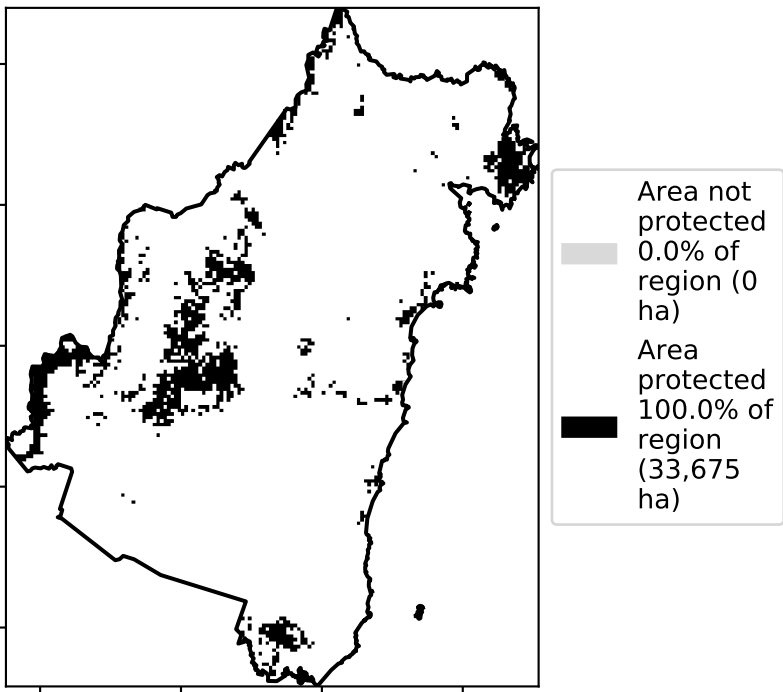 Area not
protected
0.0% of
region (0
ha)
Area
protected
100.0% of
region
(33,675
ha)